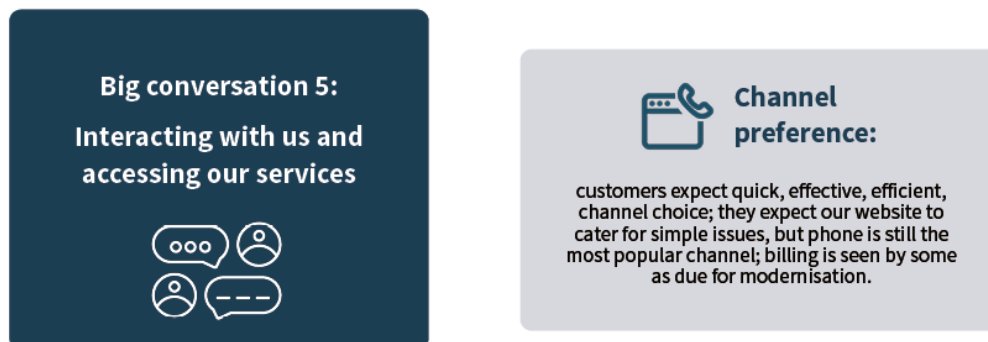 Big conversation 5:
Interacting with us and
accessing our services
Channel
preference:
customers expect quick, effective, efficient,
channel choice; they expect our website to
cater for simple issues, but phone is still the
most popular channel; billing is seen by some
as due for modernisation.